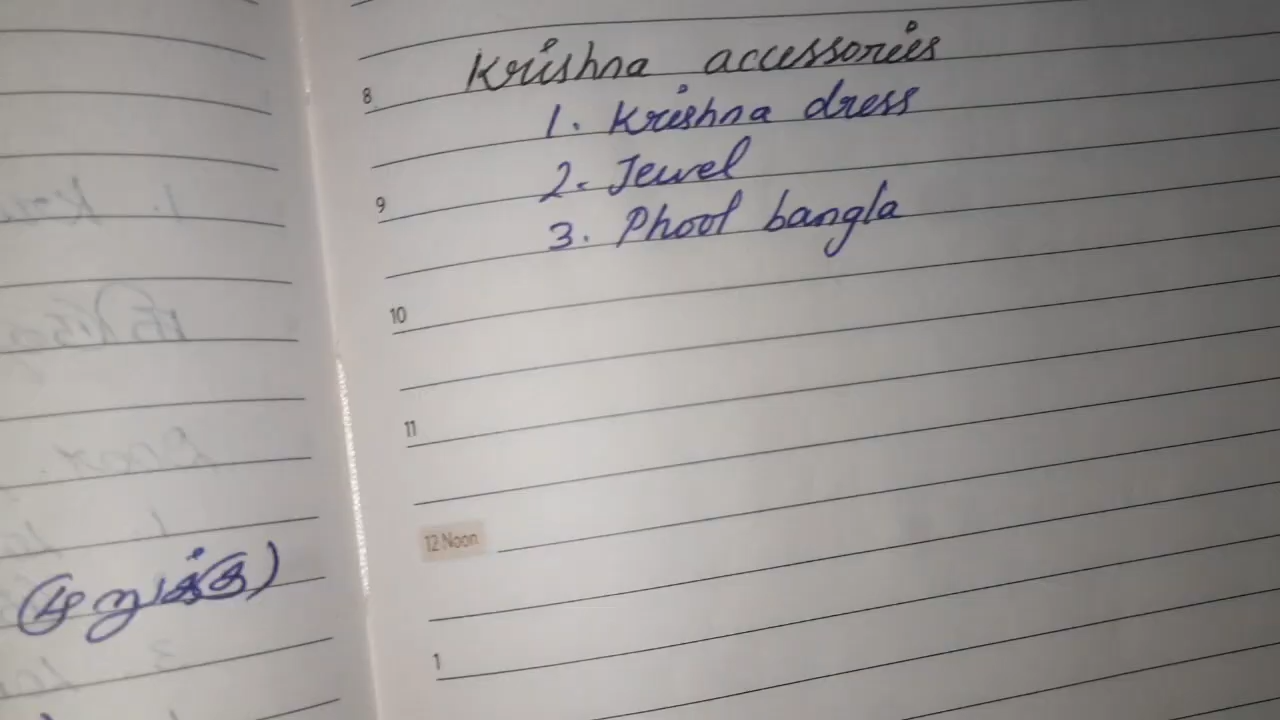 (முறுக்கு)
Krishna accessories
8
1. Krishna dress
2. Jewel
9
3. Phool bangla
10
11
12 Noon
1